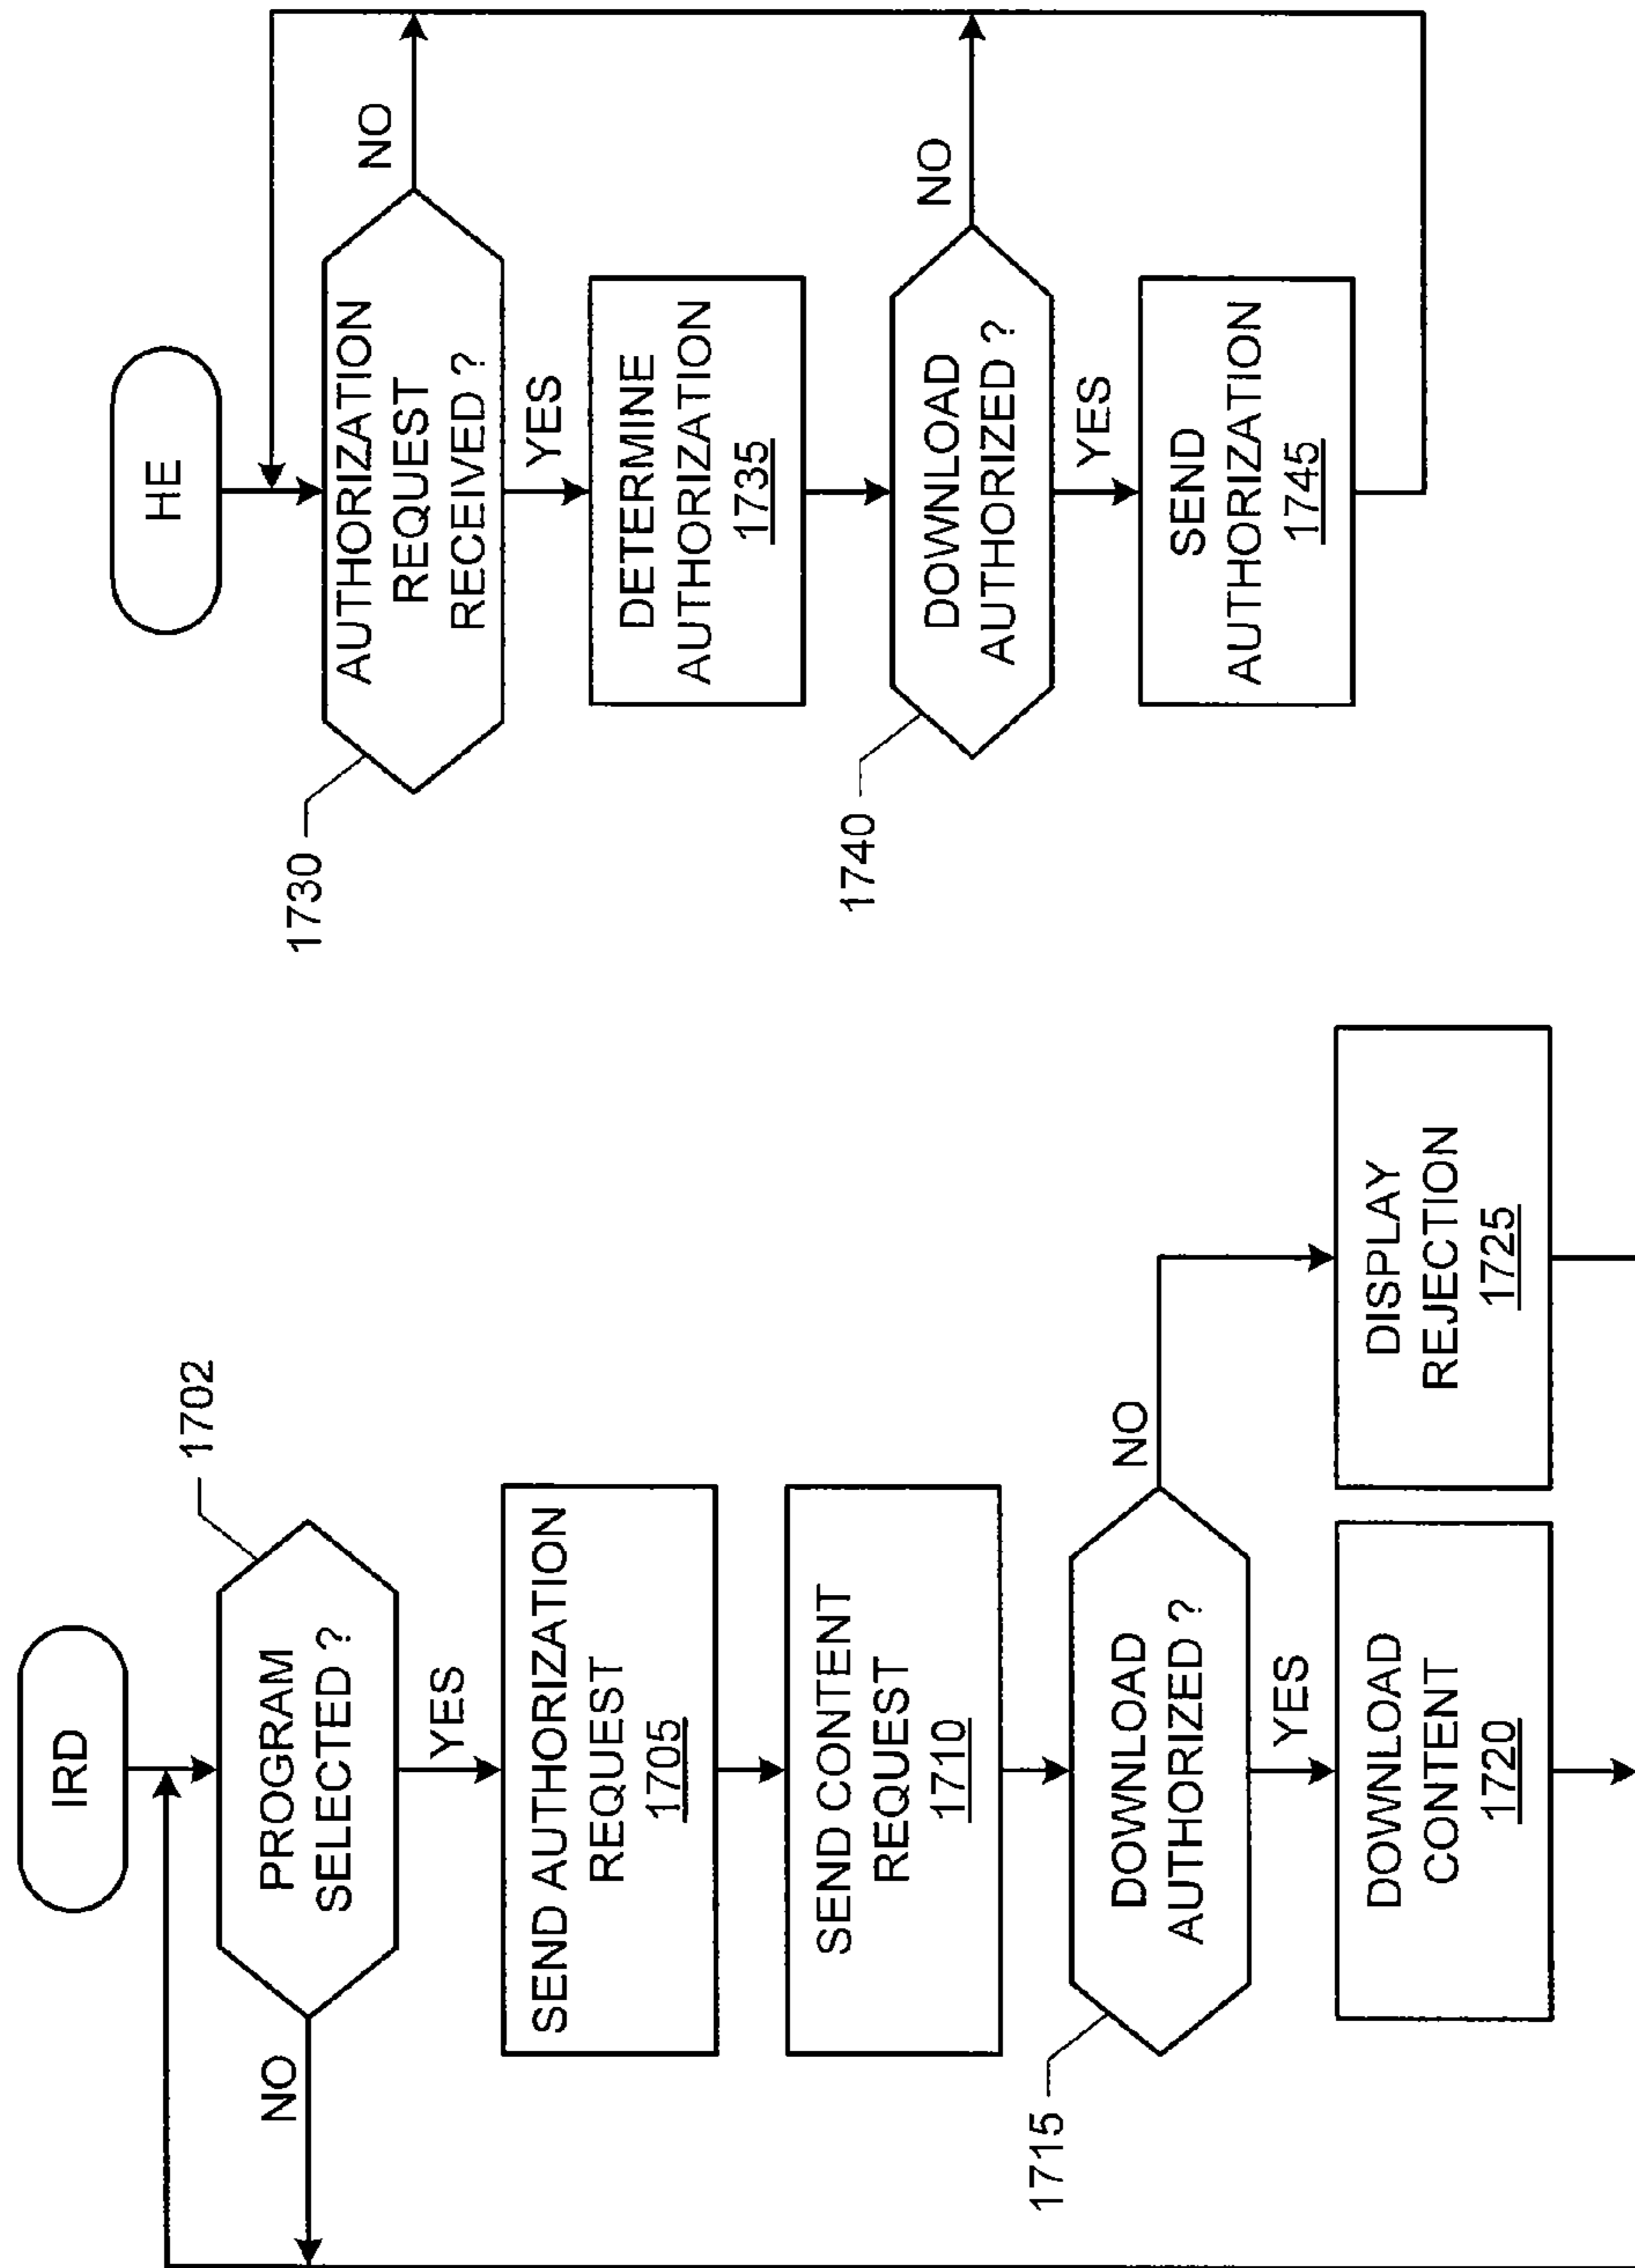 IRD
1702
PROGRAM
SELECTED ?
NO
YES
SEND AUTHORIZATION
REQUEST
1705
SEND CONTENT
REQUEST
1710
1715
DOWNLOAD
AUTHORIZED ?
NO
YES
DOWNLOAD
CONTENT
1720
DISPLAY
REJECTION
1725
HE
1730
AUTHORIZATION
REQUEST
RECEIVED ?
NO
YES
DETERMINE
AUTHORIZATION
1735
1740
DOWNLOAD
AUTHORIZED ?
NO
YES
SEND
AUTHORIZATION
1745